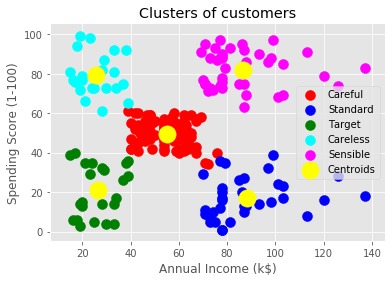 Clusters of customers
Spending Score (1-100)
100
80
60
40
20
0
Careful
Standard
Target
Careless
Sensible
Centroids
20 40 60 80 100 120 140
Annual Income (k$)